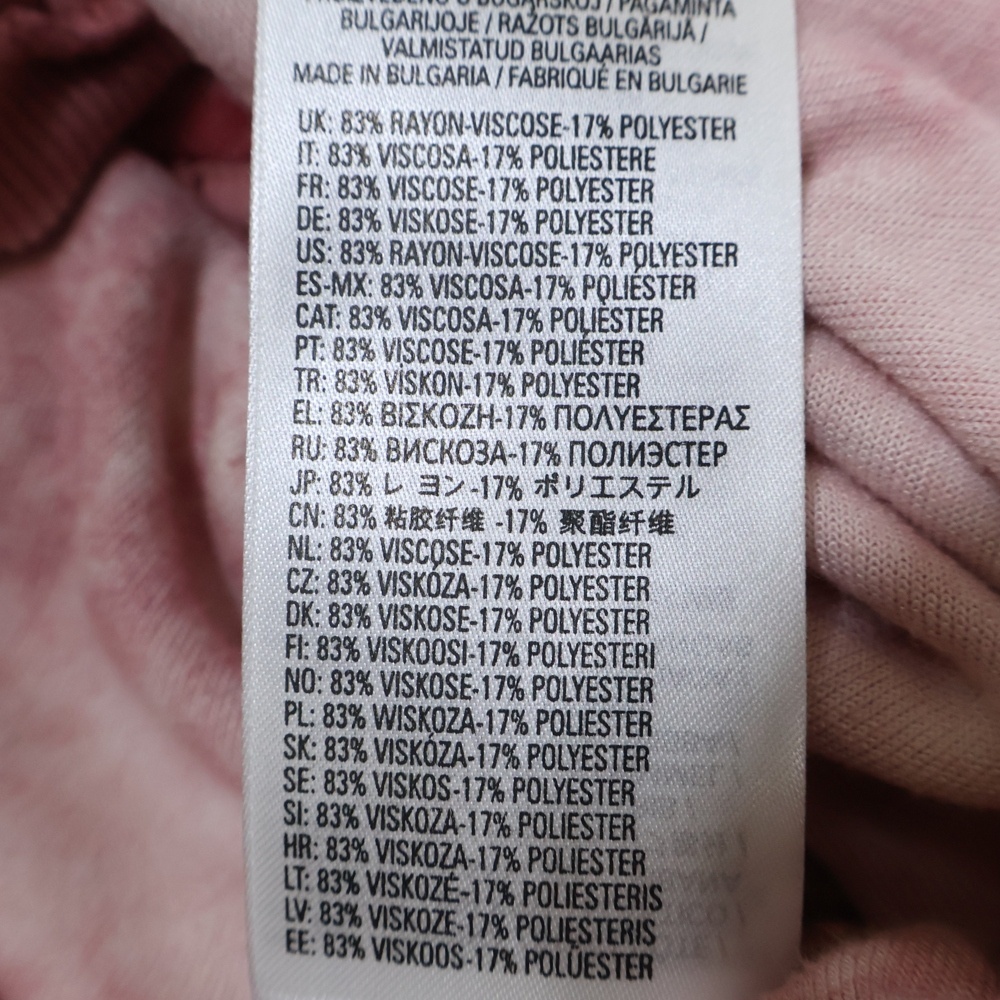 PROIZVEDENO U BUGARSKOJ / PAGAMINTA
BULGARIJOJE / RAŽOTS BULGĀRIJĀ /
VALMISTATUD BULGAARIAS
MADE IN BULGARIA / FABRIQUÉ EN BULGARIE
UK: 83% RAYON-VISCOSE-17% POLYESTER
IT: 83% VISCOSA-17% POLIESTERE
FR: 83% VISCOSE-17% POLYESTER
DE: 83% VISKOSE-17% POLYESTER
US: 83% RAYON-VISCOSE-17% POLYESTER
ES-MX: 83% VISCOSA-17% POLIÉSTER
CAT: 83% VISCOSA-17% POLIÈSTER
PT: 83% VISCOSE-17% POLIÉSTER
TR: 83% VİSKON-17% POLYESTER
EL: 83% ΒΙΣΚΟΖΗ-17% ΠΟΛΥΕΣΤΕΡΑΣ
RU: 83% ВИСКОЗА-17% ПОЛИЭСТЕР
JP: 83% レ ヨン -17% ポリエステル
CN: 83% 粘胶纤维 -17% 聚酯纤维
NL: 83% VISCOSE-17% POLYESTER
CZ: 83% VISKÓZA-17% POLYESTER
DK: 83% VISKOSE-17% POLYESTER
FI: 83% VISKOOSI-17% POLYESTERI
NO: 83% VISKOSE-17% POLYESTER
PL: 83% WISKOZA-17% POLYESTER
SK: 83% VISKÓZA-17% POLYESTER
SE: 83% VISKOS-17% POLYESTER
SI: 83% VISKOZA-17% POLIESTER
HR: 83% VISKOZA-17% POLIESTER
LT: 83% VISKOZĖ-17% POLIESTERIS
LV: 83% VISKOZE-17% POLIESTERIS
EE: 83% VISKOOS-17% POLÜESTER